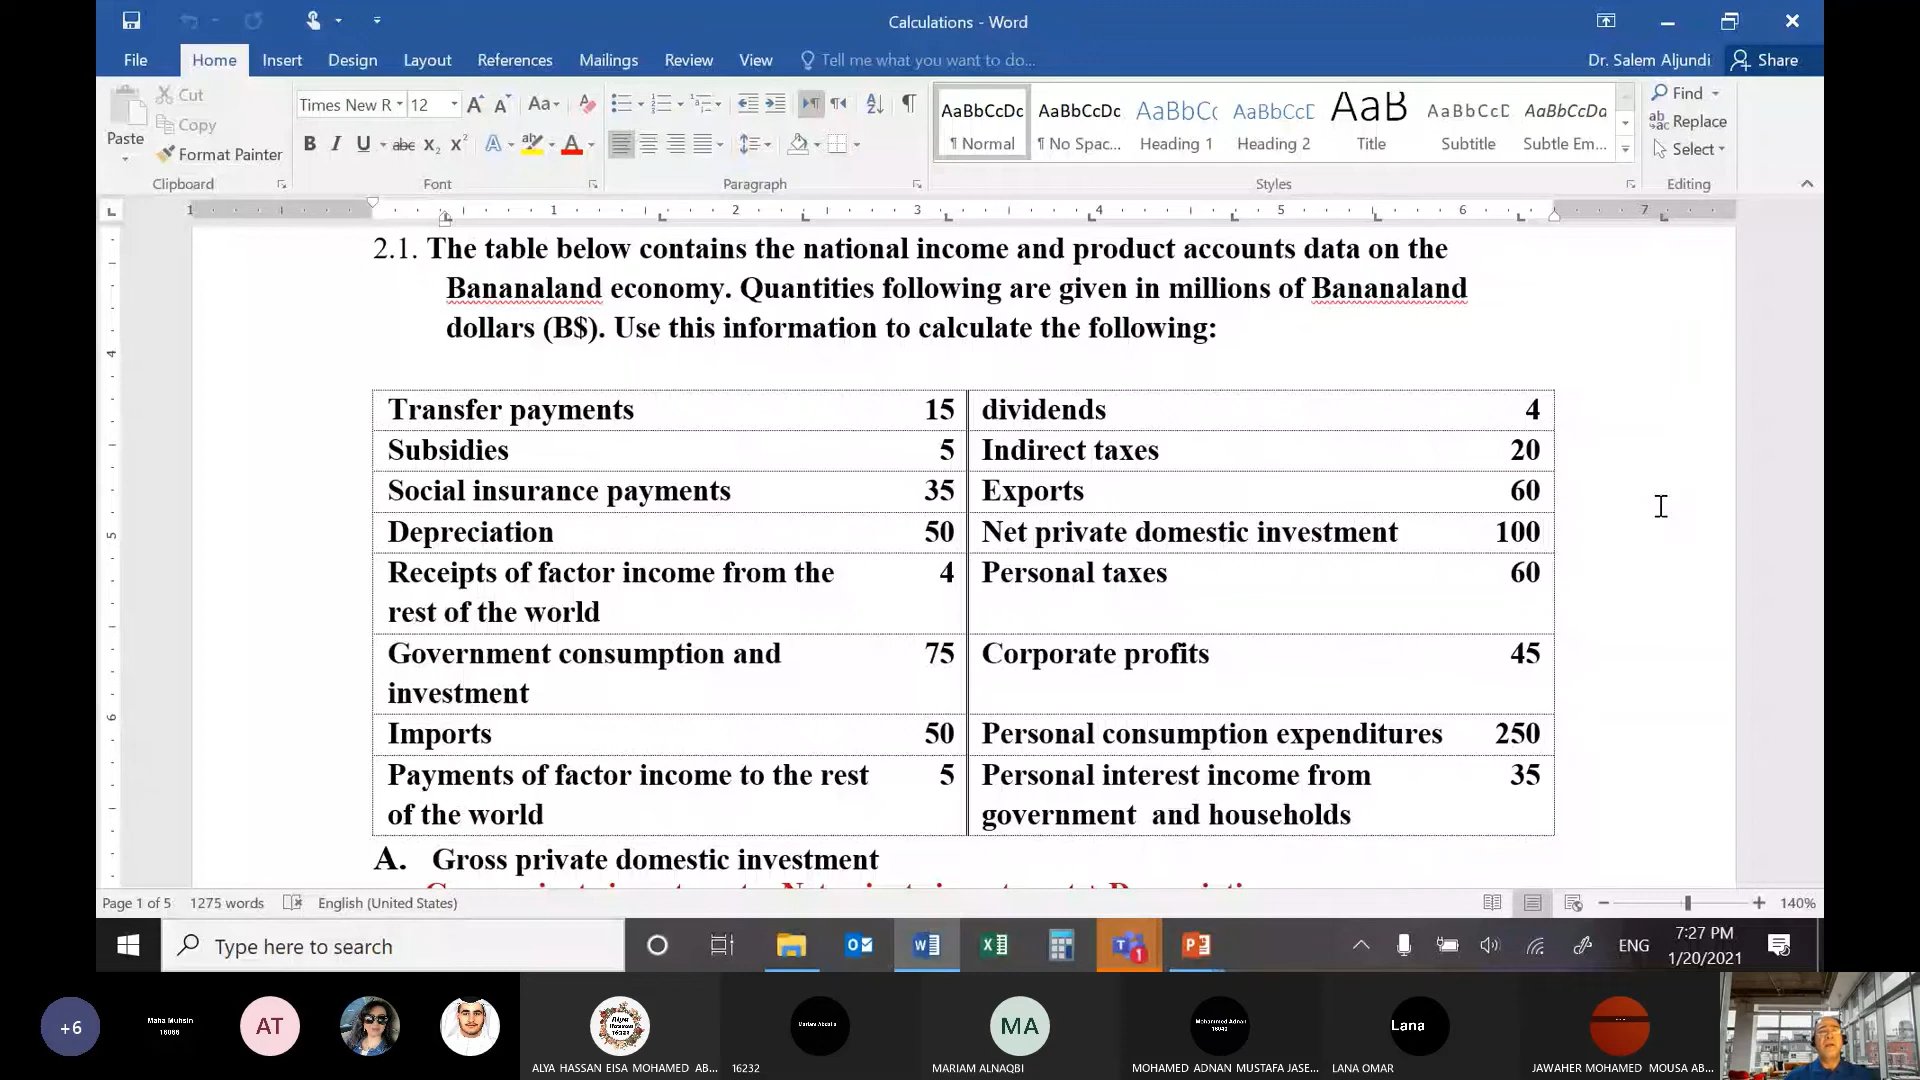 Calculations - Word
File Home Insert Design Layout References Mailings Review View Tell me what you want to do... Dr. Salem Aljundi Share
Paste Cut Copy Format Painter
Times New R 12
Clipboard Font Paragraph Styles Editing
AaBbCcDc ¶ Normal
AaBbCcDc ¶ No Spac...
AaBbCc Heading 1
AaBbCcD Heading 2
AaB Title
AaBbCcD Subtitle
AaBbCcDa Subtle Em...
Find
Replace
Select
2.1. The table below contains the national income and product accounts data on the
Bananaland economy. Quantities following are given in millions of Bananaland
dollars (B$). Use this information to calculate the following:
Transfer payments 15 dividends 4
Subsidies 5 Indirect taxes 20
Social insurance payments 35 Exports 60
Depreciation 50 Net private domestic investment 100
Receipts of factor income from the 4 Personal taxes 60
rest of the world
Government consumption and 75 Corporate profits 45
investment
Imports 50 Personal consumption expenditures 250
Payments of factor income to the rest 5 Personal interest income from 35
of the world government and households
A. Gross private domestic investment
Page 1 of 5 1275 words English (United States) 140%
Type here to search
ENG
7:27 PM
1/20/2021
+6
Maha Muhsin
AT
MA
Lana
ALYA HASSAN EISA MOHAMED AB... 16232 MARIAM ALNAQBI MOHAMED ADNAN MUSTAFA JASE... LANA OMAR JAWAHER MOHAMED MOUSA AB...